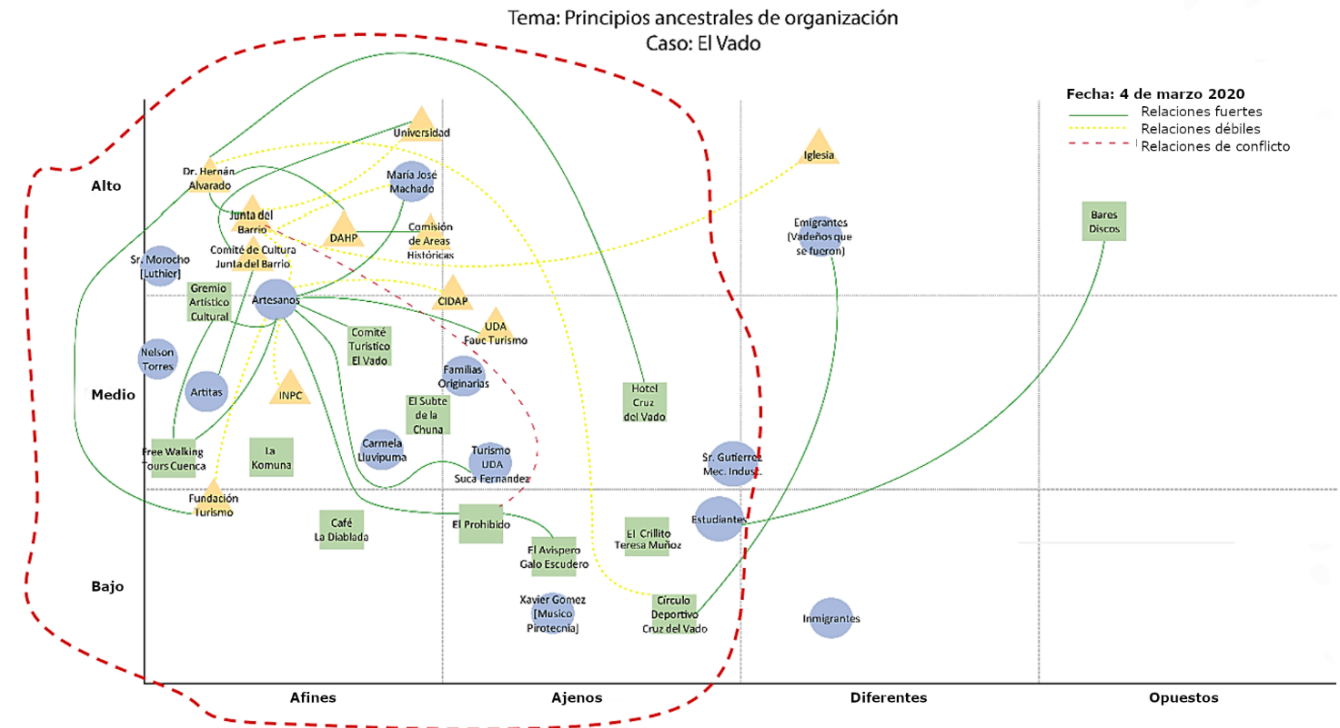 Tema: Principios ancestrales de organización
Caso: El Vado
Fecha: 4 de marzo 2020
Relaciones fuertes
Relaciones débiles
Relaciones de conflicto
Alto
Universidad
Iglesia
Dr. Hernán
Alvarado
María José
Machado
Junta del
Barrio
DAHP
Comisión
de Areas
Históricas
Emigrantes
(Vadeños que
se fueron)
Bares
Discos
Comité de Cultura
Junta del Barrio
Sr. Morocho
[Luthier]
Gremio
Artístico
Cultural
Artesanos
CIDAP
UDA
Fauc Turismo
Comité
Turistico
El Vado
Nelson
Torres
Familias
Originarias
Medio
Artitas
INPC
El Subte
de la
Chuna
Hotel
Cruz
del Vado
Free Walking
Tours Cuenca
La
Komuna
Carmela
Lluvipuma
Turismo
UDA
Suca Fernandez
Sr. Gutierrez
Mec. Indus...
Fundación
Turismo
Café
La Diablada
El Prohibido
El Crillito
Teresa Muñoz
Estudiantes
El Avispero
Galo Escudero
Bajo
Xavier Gomez
[Musico
Pirotecnia]
Círculo
Deportivo
Cruz del Vado
Inmigrantes
Afines
Ajenos
Diferentes
Opuestos